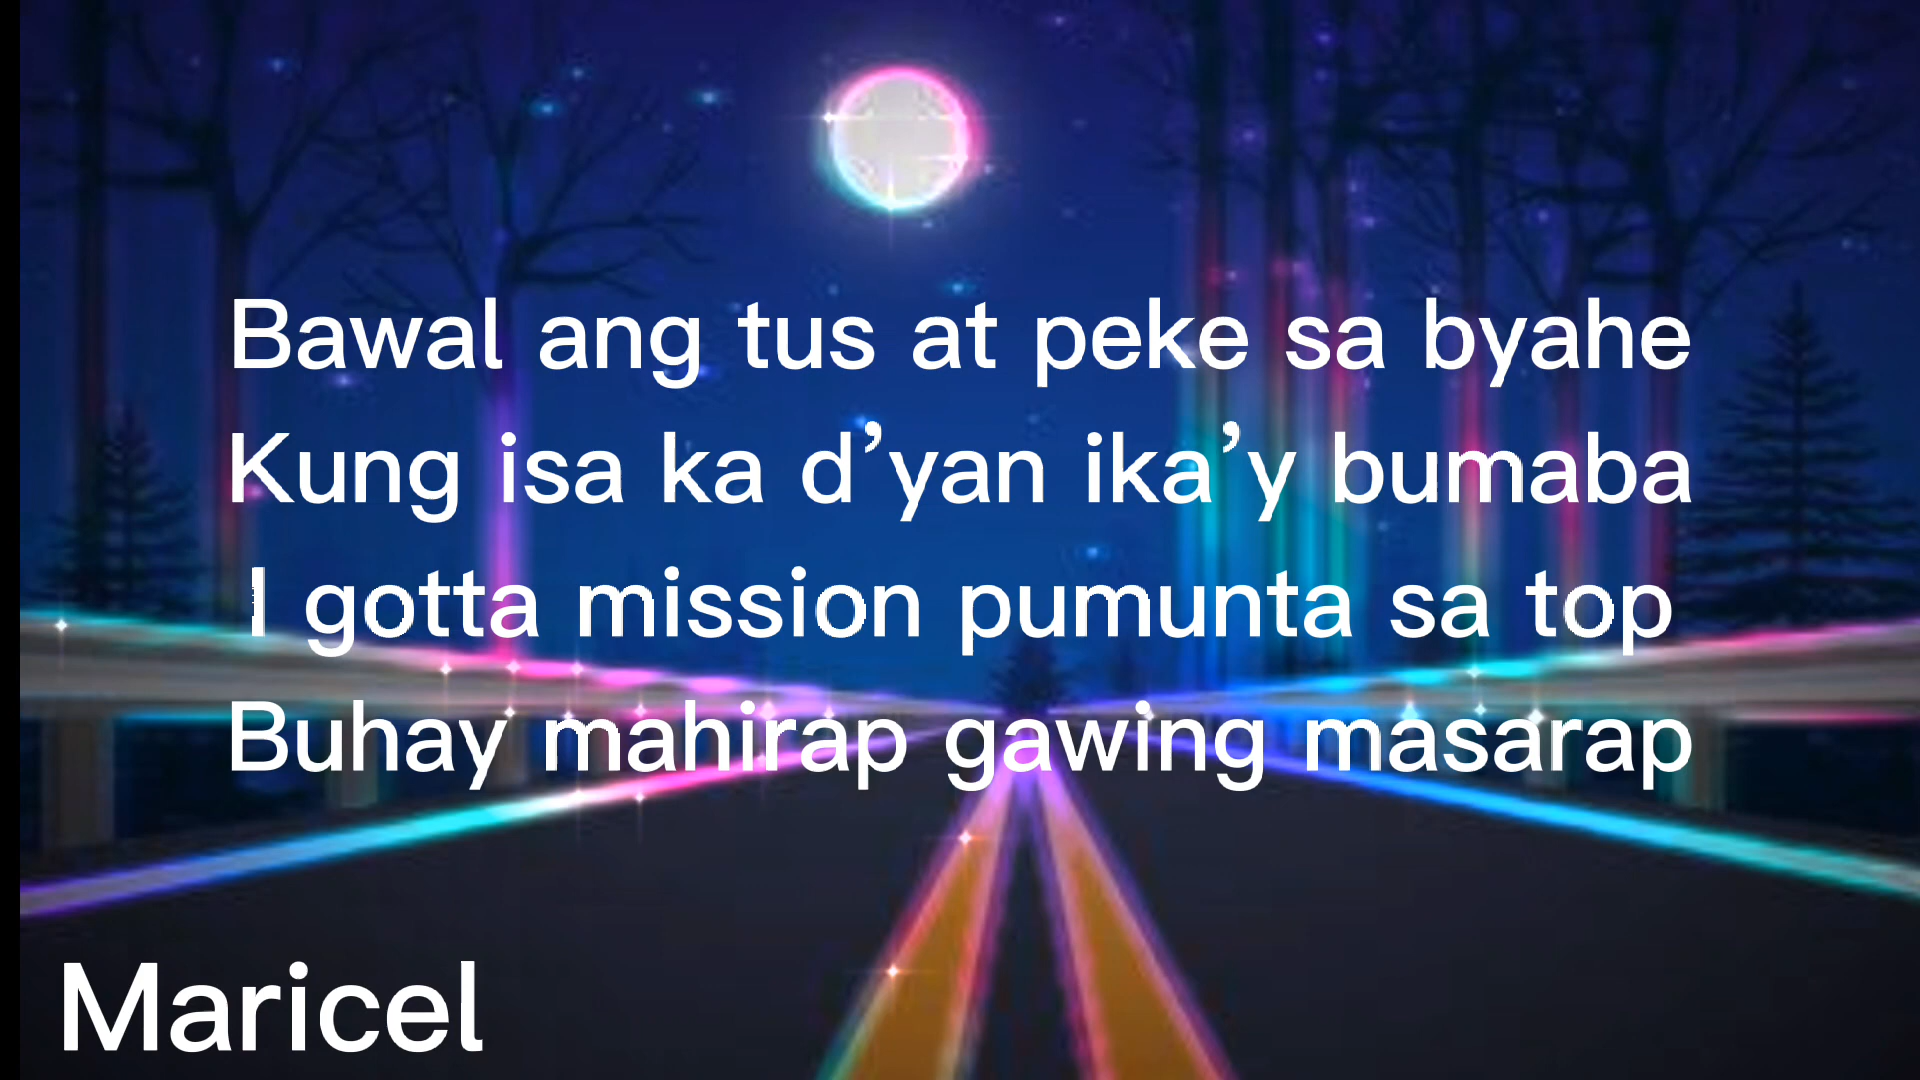 Bawal ang tus at peke sa byahe
Kung isa ka d’yan ika’y bumaba
I gotta mission pumunta sa top
Buhay mahirap gawing masarap
Maricel